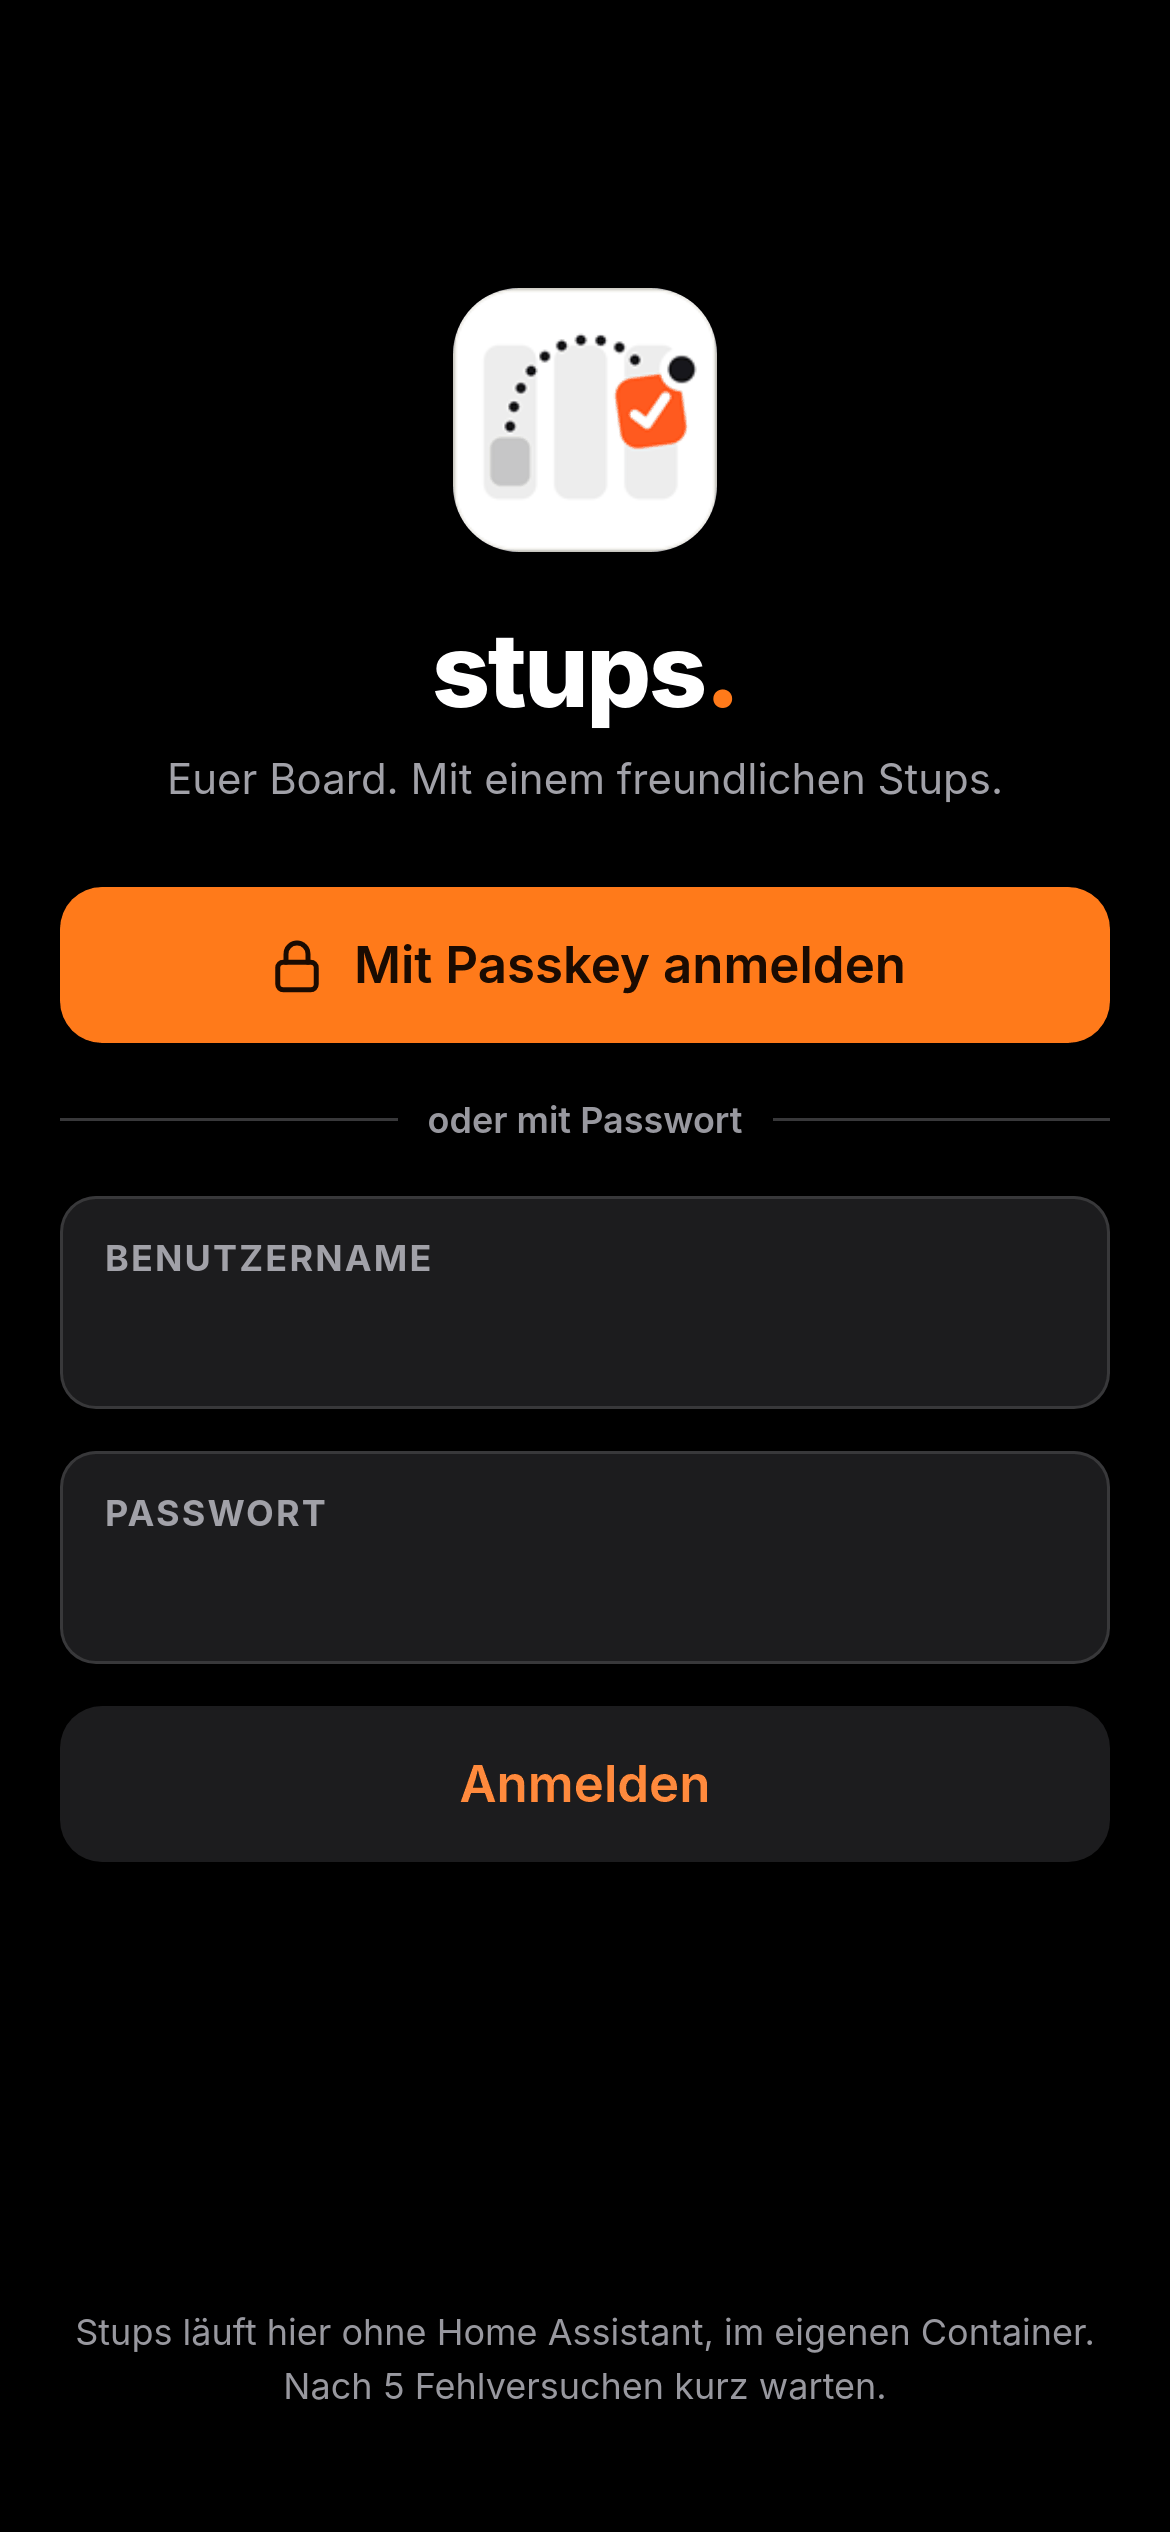 stups.
Euer Board. Mit einem freundlichen Stups.
Mit Passkey anmelden
oder mit Passwort
BENUTZERNAME
PASSWORT
Anmelden
Stups läuft hier ohne Home Assistant, im eigenen Container.
Nach 5 Fehlversuchen kurz warten.